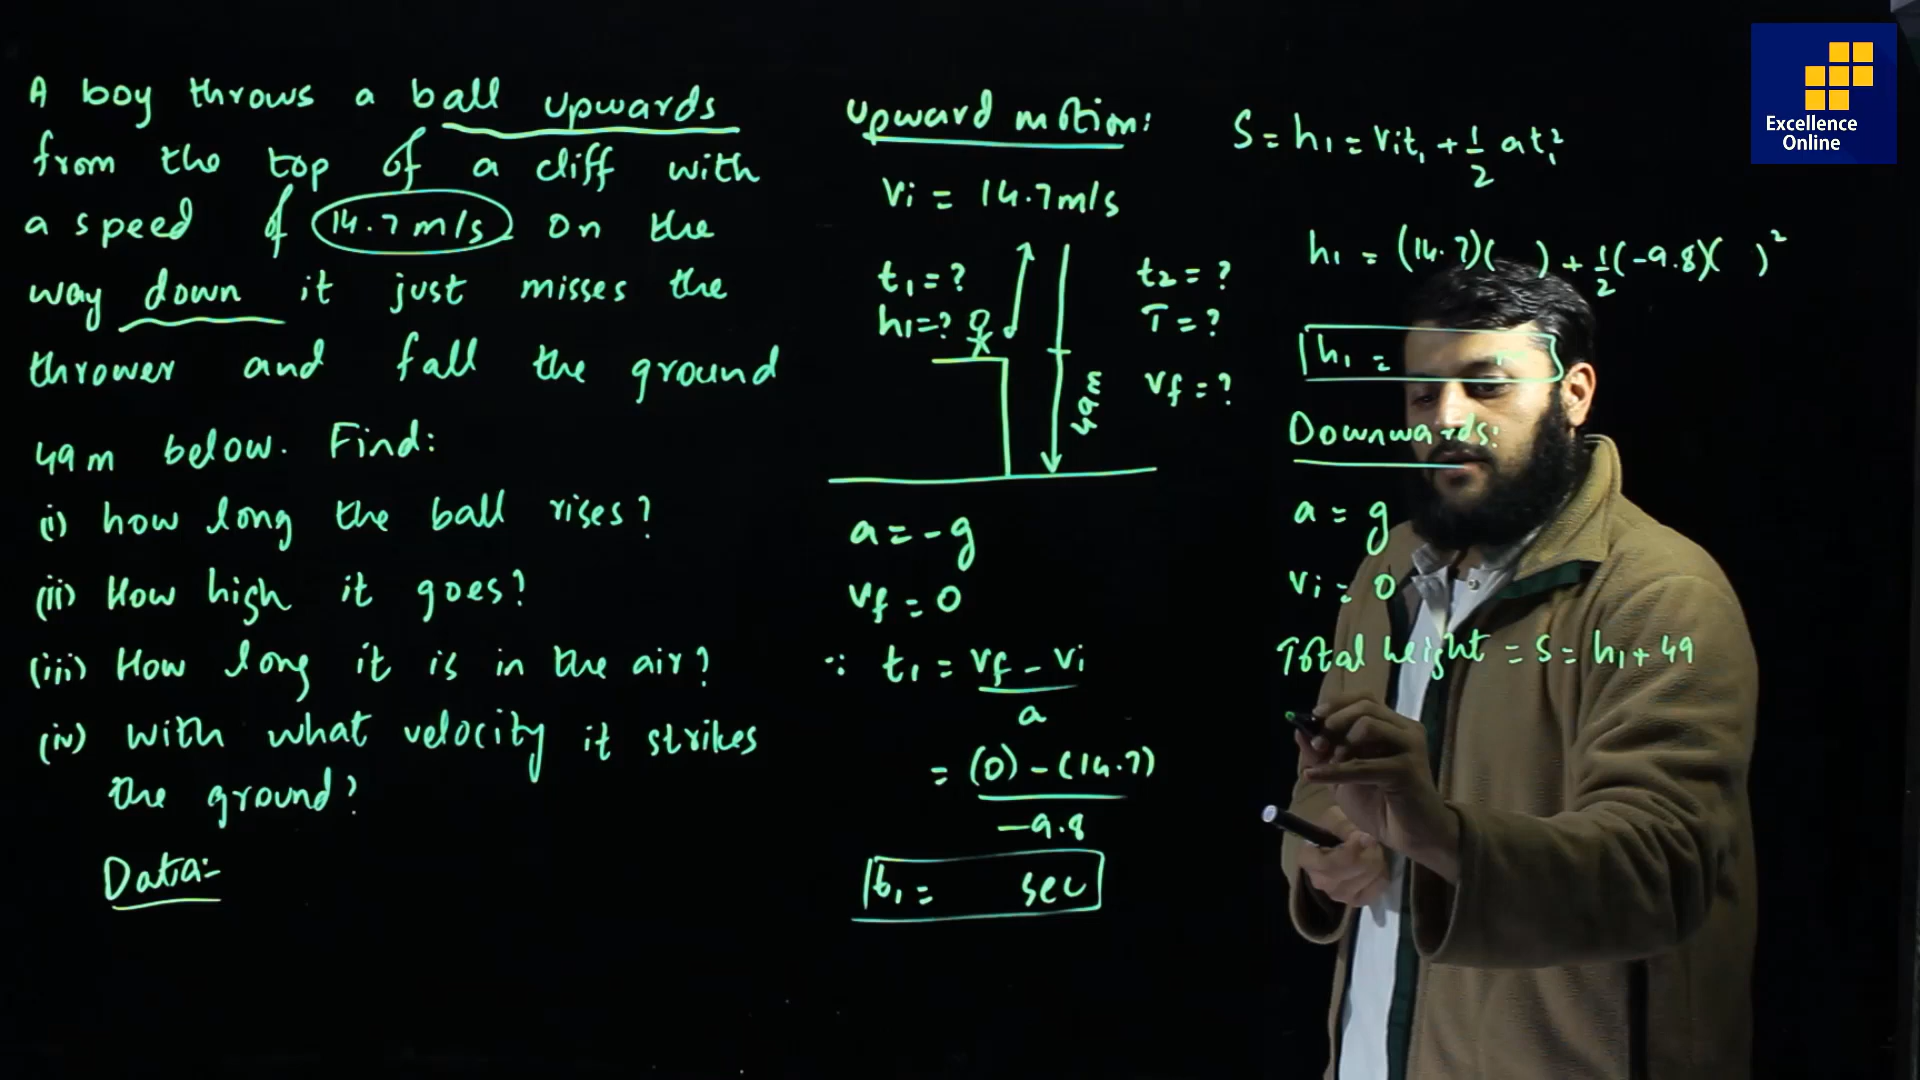 A boy throws a ball upwards
from the top of a cliff with
a speed of 14.7 m/s. On the
way down it just misses the
thrower and fall the ground
49m below. Find:
(i) how long the ball rises?
(ii) How high it goes?
(iii) How long it is in the air?
(iv) With what velocity it strikes
the ground?
Data:-
upward motion:
Vi = 14.7m/s
t1 = ?
h1 = ?
t2 = ?
T = ?
Vf = ?
49m
a = -g
Vf = 0
∵ t1 = Vf - Vi / a
= (0) - (14.7) / -9.8
t1 = sec
S = h1 = Vit1 + 1/2 at1²
h1 = (14.7)( ) + 1/2 (-9.8)( )²
h1 = m
Downwards:
a = g
Vi = 0
Total height = S = h1 + 49
Excellence
Online